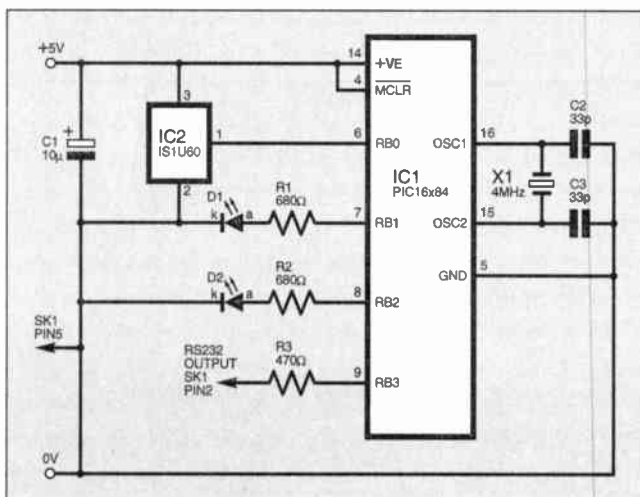 +5V
14
+VE
4
MCLR
C1
10µ
+
3
IC2
IS1U60
1
2
6
RB0
OSC1
16
C2
33p
IC1
PIC16x84
X1
4MHz
D1
k
a
R1
680Ω
7
RB1
OSC2
15
C3
33p
GND
5
D2
k
a
R2
680Ω
8
RB2
SK1
PIN5
RS232
OUTPUT
SK1
PIN2
R3
470Ω
9
RB3
0V